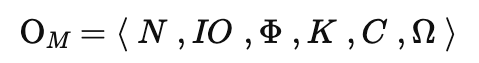 O_M = ⟨ N , IO , Φ , K , C , Ω ⟩